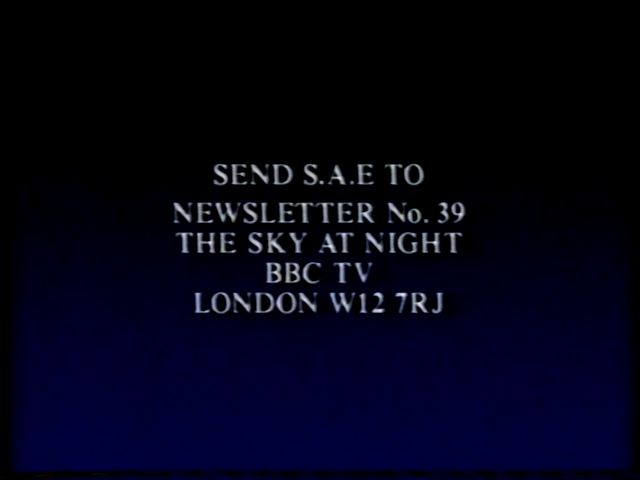 SEND S.A.E TO
NEWSLETTER No. 39
THE SKY AT NIGHT
BBC TV
LONDON W12 7RJ